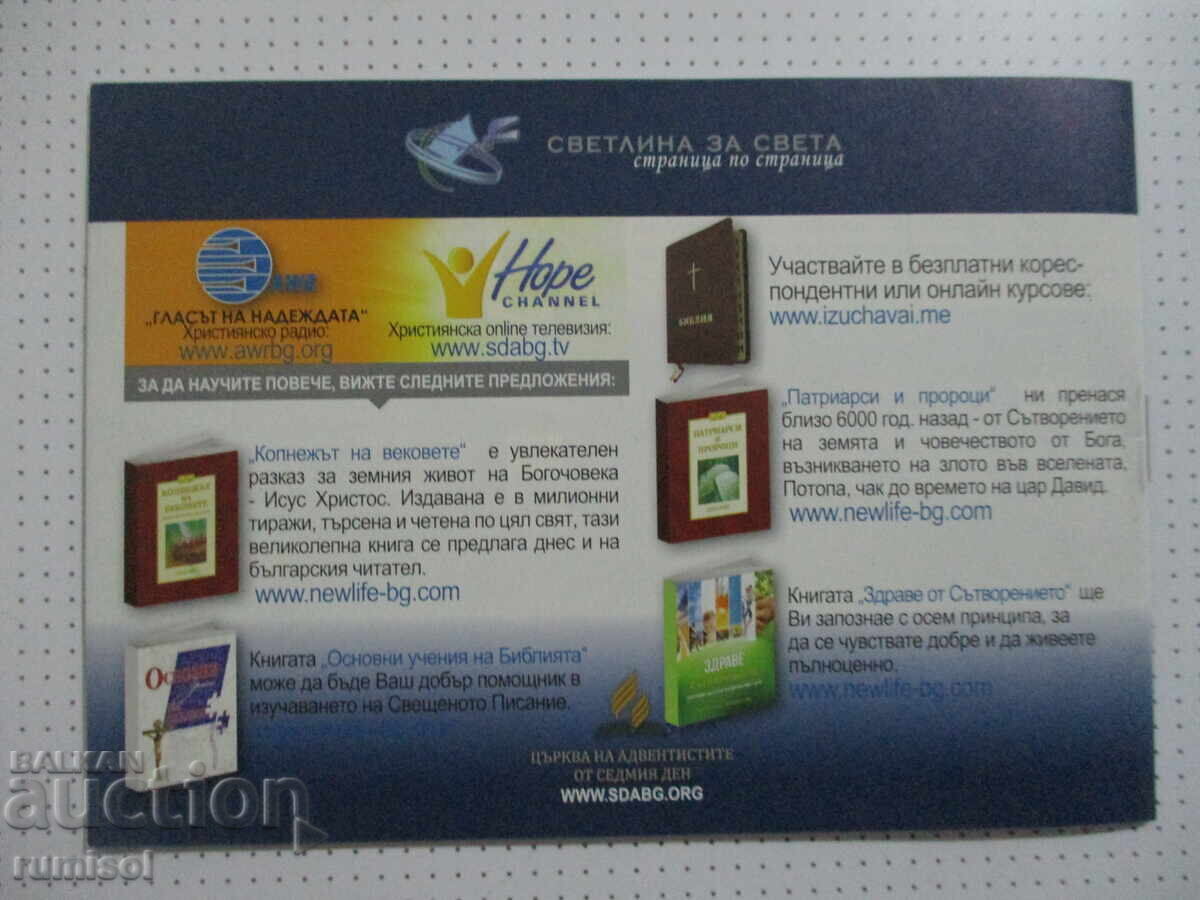 СВЕТЛИНА ЗА СВЕТА
страница по страница
Hope
CHANNEL
„ГЛАСЪТ НА НАДЕЖДАТА“
Християнско радио:
www.awrbg.org
Християнска online телевизия:
www.sdabg.tv
ЗА ДА НАУЧИТЕ ПОВЕЧЕ, ВИЖТЕ СЛЕДНИТЕ ПРЕДЛОЖЕНИЯ:
КОПНЕЖЪТ
НА
ВЕКОВЕТЕ
„Копнежът на вековете“ е увлекателен
разказ за земния живот на Богочовека
- Исус Христос. Издавана е в милионни
тиражи, търсена и четена по цял свят, тази
великолепна книга се предлага днес и на
българския читател.
www.newlife-bg.com
Книгата „Основни учения на Библията“
може да бъде Ваш добър помощник в
изучаването на Свещеното Писание.
БИБЛИЯ
Участвайте в безплатни корес-
пондентни или онлайн курсове:
www.izuchavai.me
ПАТРИАРСИ
И
ПРОРОЦИ
„Патриарси и пророци“ ни пренася
близо 6000 год. назад - от Сътворението
на земята и човечеството от Бога,
възникването на злото във вселената,
Потопа, чак до времето на цар Давид.
www.newlife-bg.com
ЗДРАВЕ
Книгата „Здраве от Сътворението“ ще
Ви запознае с осем принципа, за
да се чувствате добре и да живеете
пълноценно.
www.newlife-bg.com
ЦЪРКВА НА АДВЕНТИСТИТЕ
ОТ СЕДМИЯ ДЕН
WWW.SDABG.ORG
BALKAN
auction
rumisol